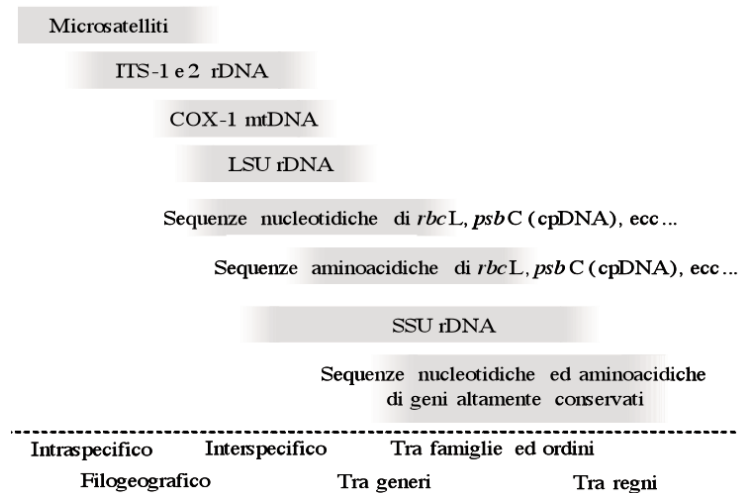 Microsatelliti
ITS-1 e 2 rDNA
COX-1 mtDNA
LSU rDNA
Sequenze nucleotidiche di rbcL, psbC (cpDNA), ecc...
Sequenze aminoacidiche di rbcL, psbC (cpDNA), ecc...
SSU rDNA
Sequenze nucleotidiche ed aminoacidiche
di geni altamente conservati
Intraspecifico Interspecifico Tra famiglie ed ordini
Filogeografico Tra generi Tra regni